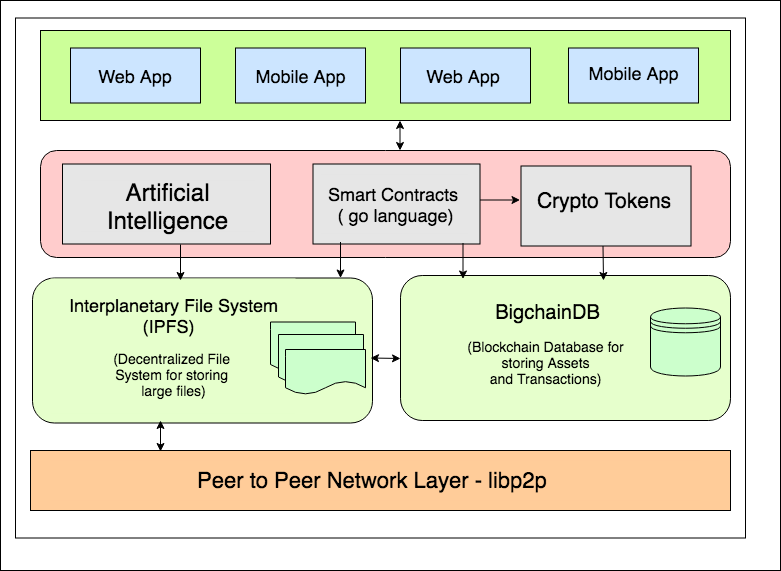 Web App
Mobile App
Web App
Mobile App
Artificial
Intelligence
Smart Contracts
( go language)
Crypto Tokens
Interplanetary File System
(IPFS)
(Decentralized File
System for storing
large files)
BigchainDB
(Blockchain Database for
storing Assets
and Transactions)
Peer to Peer Network Layer - libp2p